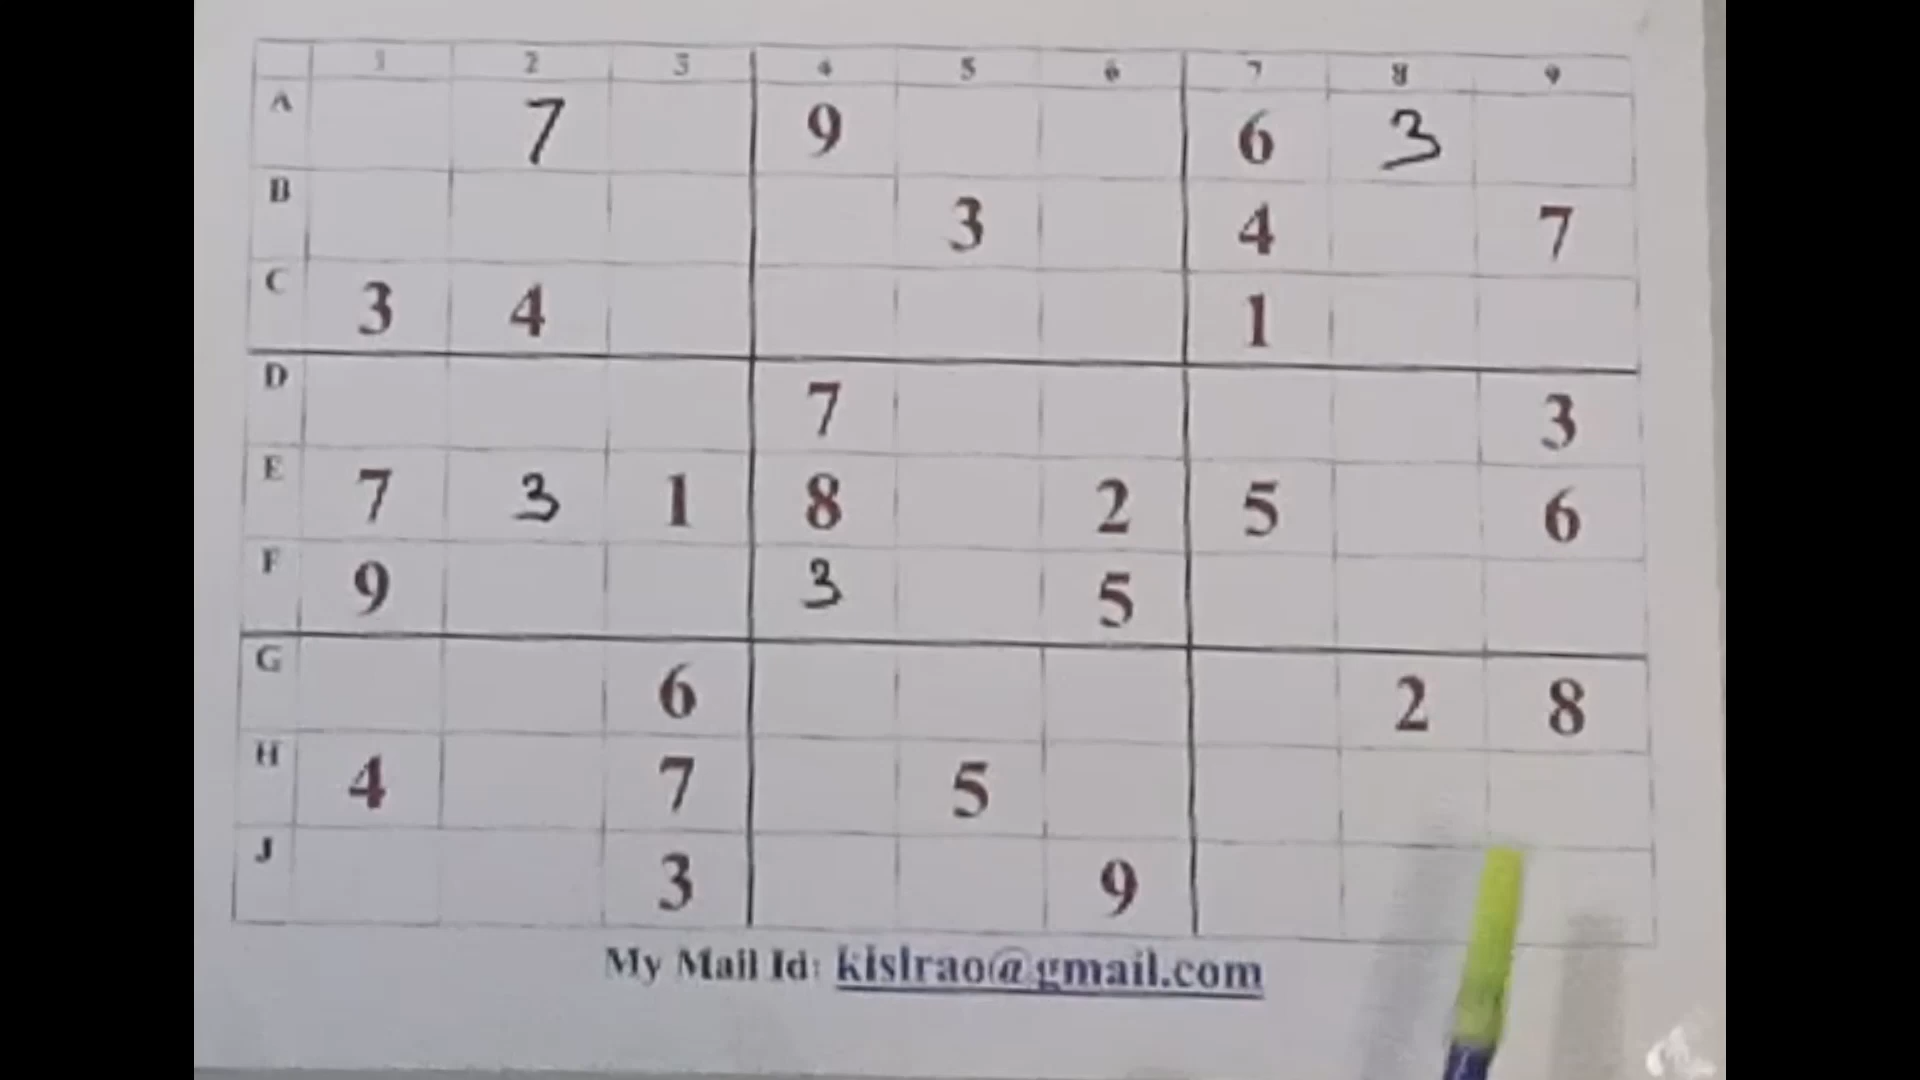 1 2 3 4 5 6 7 8 9
A 7 9 6 3
B 3 4 7
C 3 4 1
D 7 3
E 7 3 1 8 2 5 6
F 9 3 5
G 6 2 8
H 4 7 5
J 3 9
My Mail Id: kislrao@gmail.com